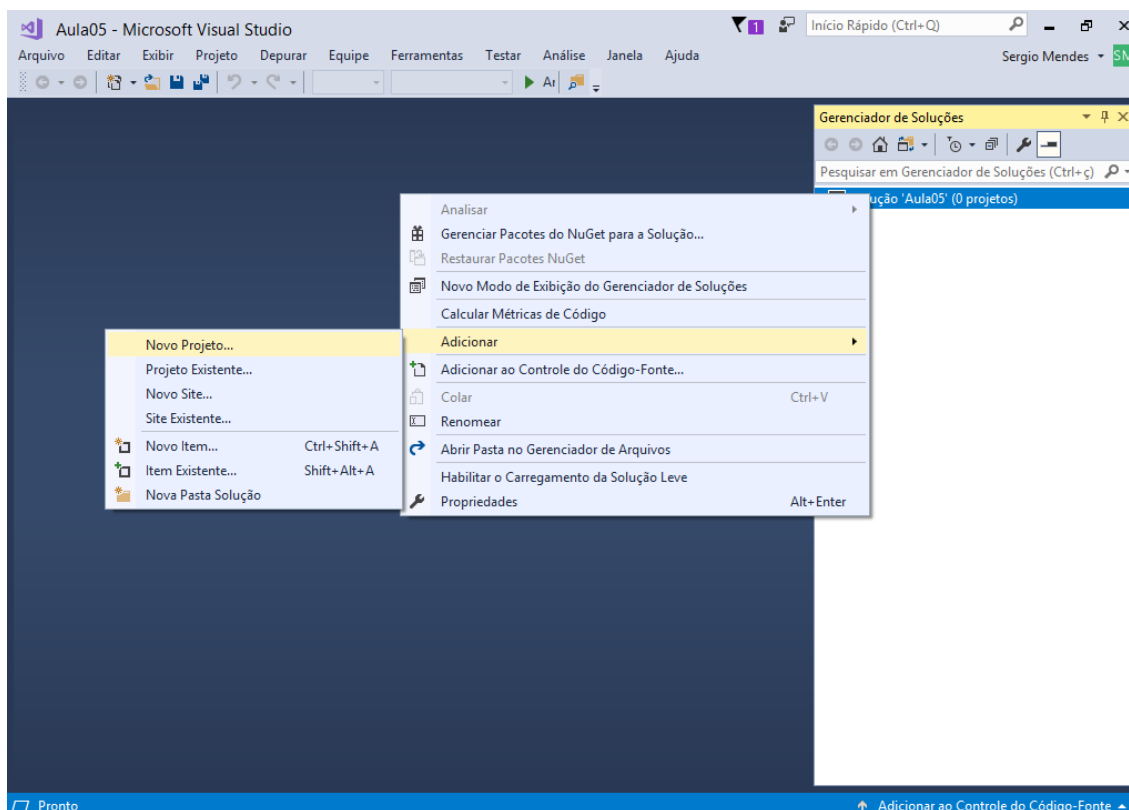 Aula05 - Microsoft Visual Studio
1
Início Rápido (Ctrl+Q)
Arquivo Editar Exibir Projeto Depurar Equipe Ferramentas Testar Análise Janela Ajuda
Sergio Mendes
Gerenciador de Soluções
Pesquisar em Gerenciador de Soluções (Ctrl+ç)
'Aula05' (0 projetos)
Analisar
Gerenciar Pacotes do NuGet para a Solução...
Restaurar Pacotes NuGet
Novo Modo de Exibição do Gerenciador de Soluções
Calcular Métricas de Código
Adicionar
Adicionar ao Controle do Código-Fonte...
Colar Ctrl+V
Renomear
Abrir Pasta no Gerenciador de Arquivos
Habilitar o Carregamento da Solução Leve
Propriedades Alt+Enter
Novo Projeto...
Projeto Existente...
Novo Site...
Site Existente...
Novo Item... Ctrl+Shift+A
Item Existente... Shift+Alt+A
Nova Pasta Solução
Pronto
Adicionar ao Controle do Código-Fonte